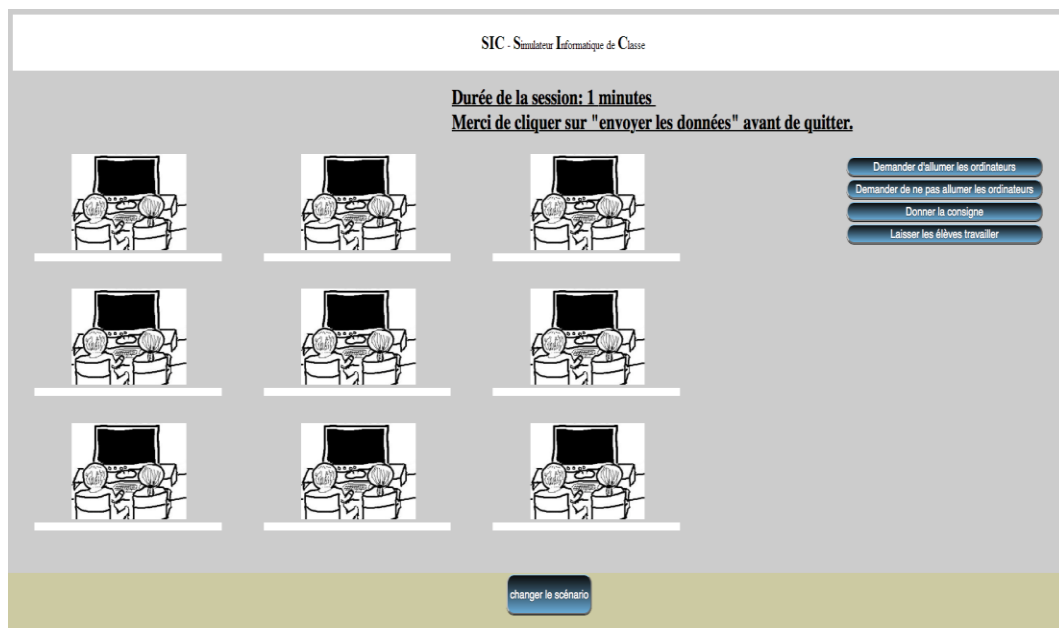 SIC - Simulateur Informatique de Classe
Durée de la session: 1 minutes
Merci de cliquer sur "envoyer les données" avant de quitter.
Demander d'allumer les ordinateurs
Demander de ne pas allumer les ordinateurs
Donner la consigne
Laisser les élèves travailler
changer le scénario